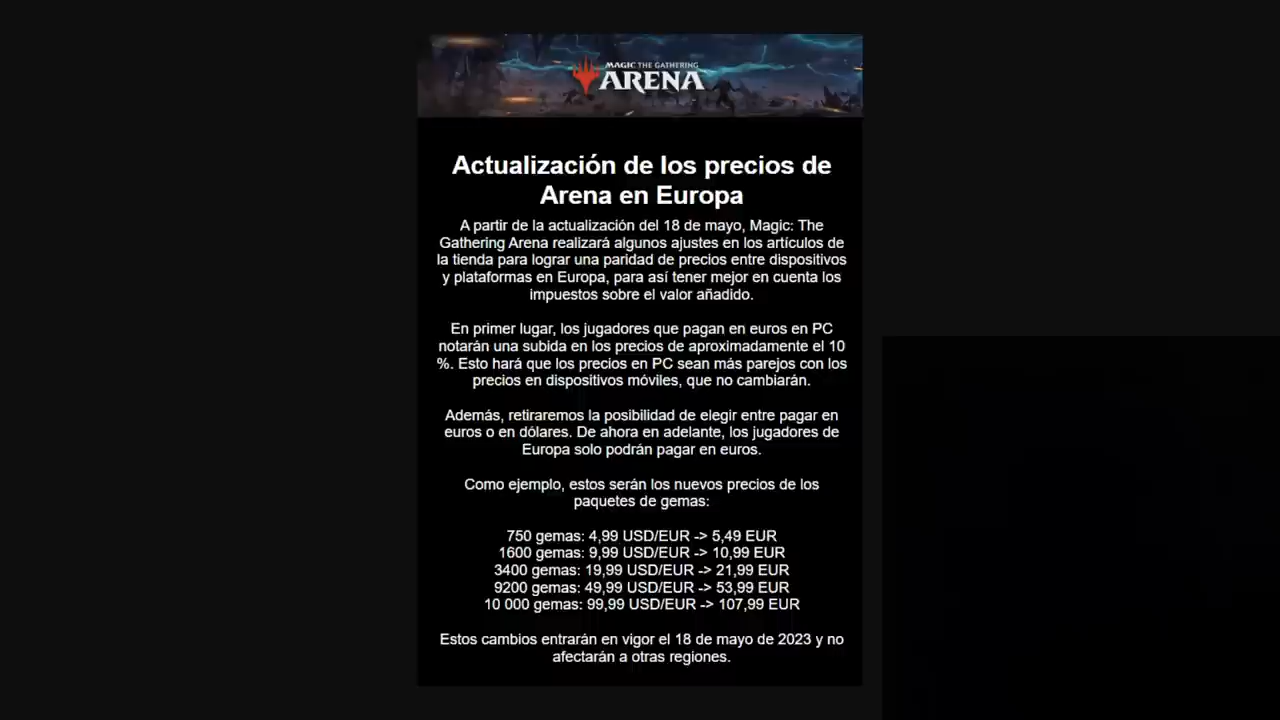 MAGIC THE GATHERING
ARENA
Actualización de los precios de
Arena en Europa
A partir de la actualización del 18 de mayo, Magic: The
Gathering Arena realizará algunos ajustes en los artículos de
la tienda para lograr una paridad de precios entre dispositivos
y plataformas en Europa, para así tener mejor en cuenta los
impuestos sobre el valor añadido.
En primer lugar, los jugadores que pagan en euros en PC
notarán una subida en los precios de aproximadamente el 10
%. Esto hará que los precios en PC sean más parejos con los
precios en dispositivos móviles, que no cambiarán.
Además, retiraremos la posibilidad de elegir entre pagar en
euros o en dólares. De ahora en adelante, los jugadores de
Europa solo podrán pagar en euros.
Como ejemplo, estos serán los nuevos precios de los
paquetes de gemas:
750 gemas: 4,99 USD/EUR -> 5,49 EUR
1600 gemas: 9,99 USD/EUR -> 10,99 EUR
3400 gemas: 19,99 USD/EUR -> 21,99 EUR
9200 gemas: 49,99 USD/EUR -> 53,99 EUR
10 000 gemas: 99,99 USD/EUR -> 107,99 EUR
Estos cambios entrarán en vigor el 18 de mayo de 2023 y no
afectarán a otras regiones.